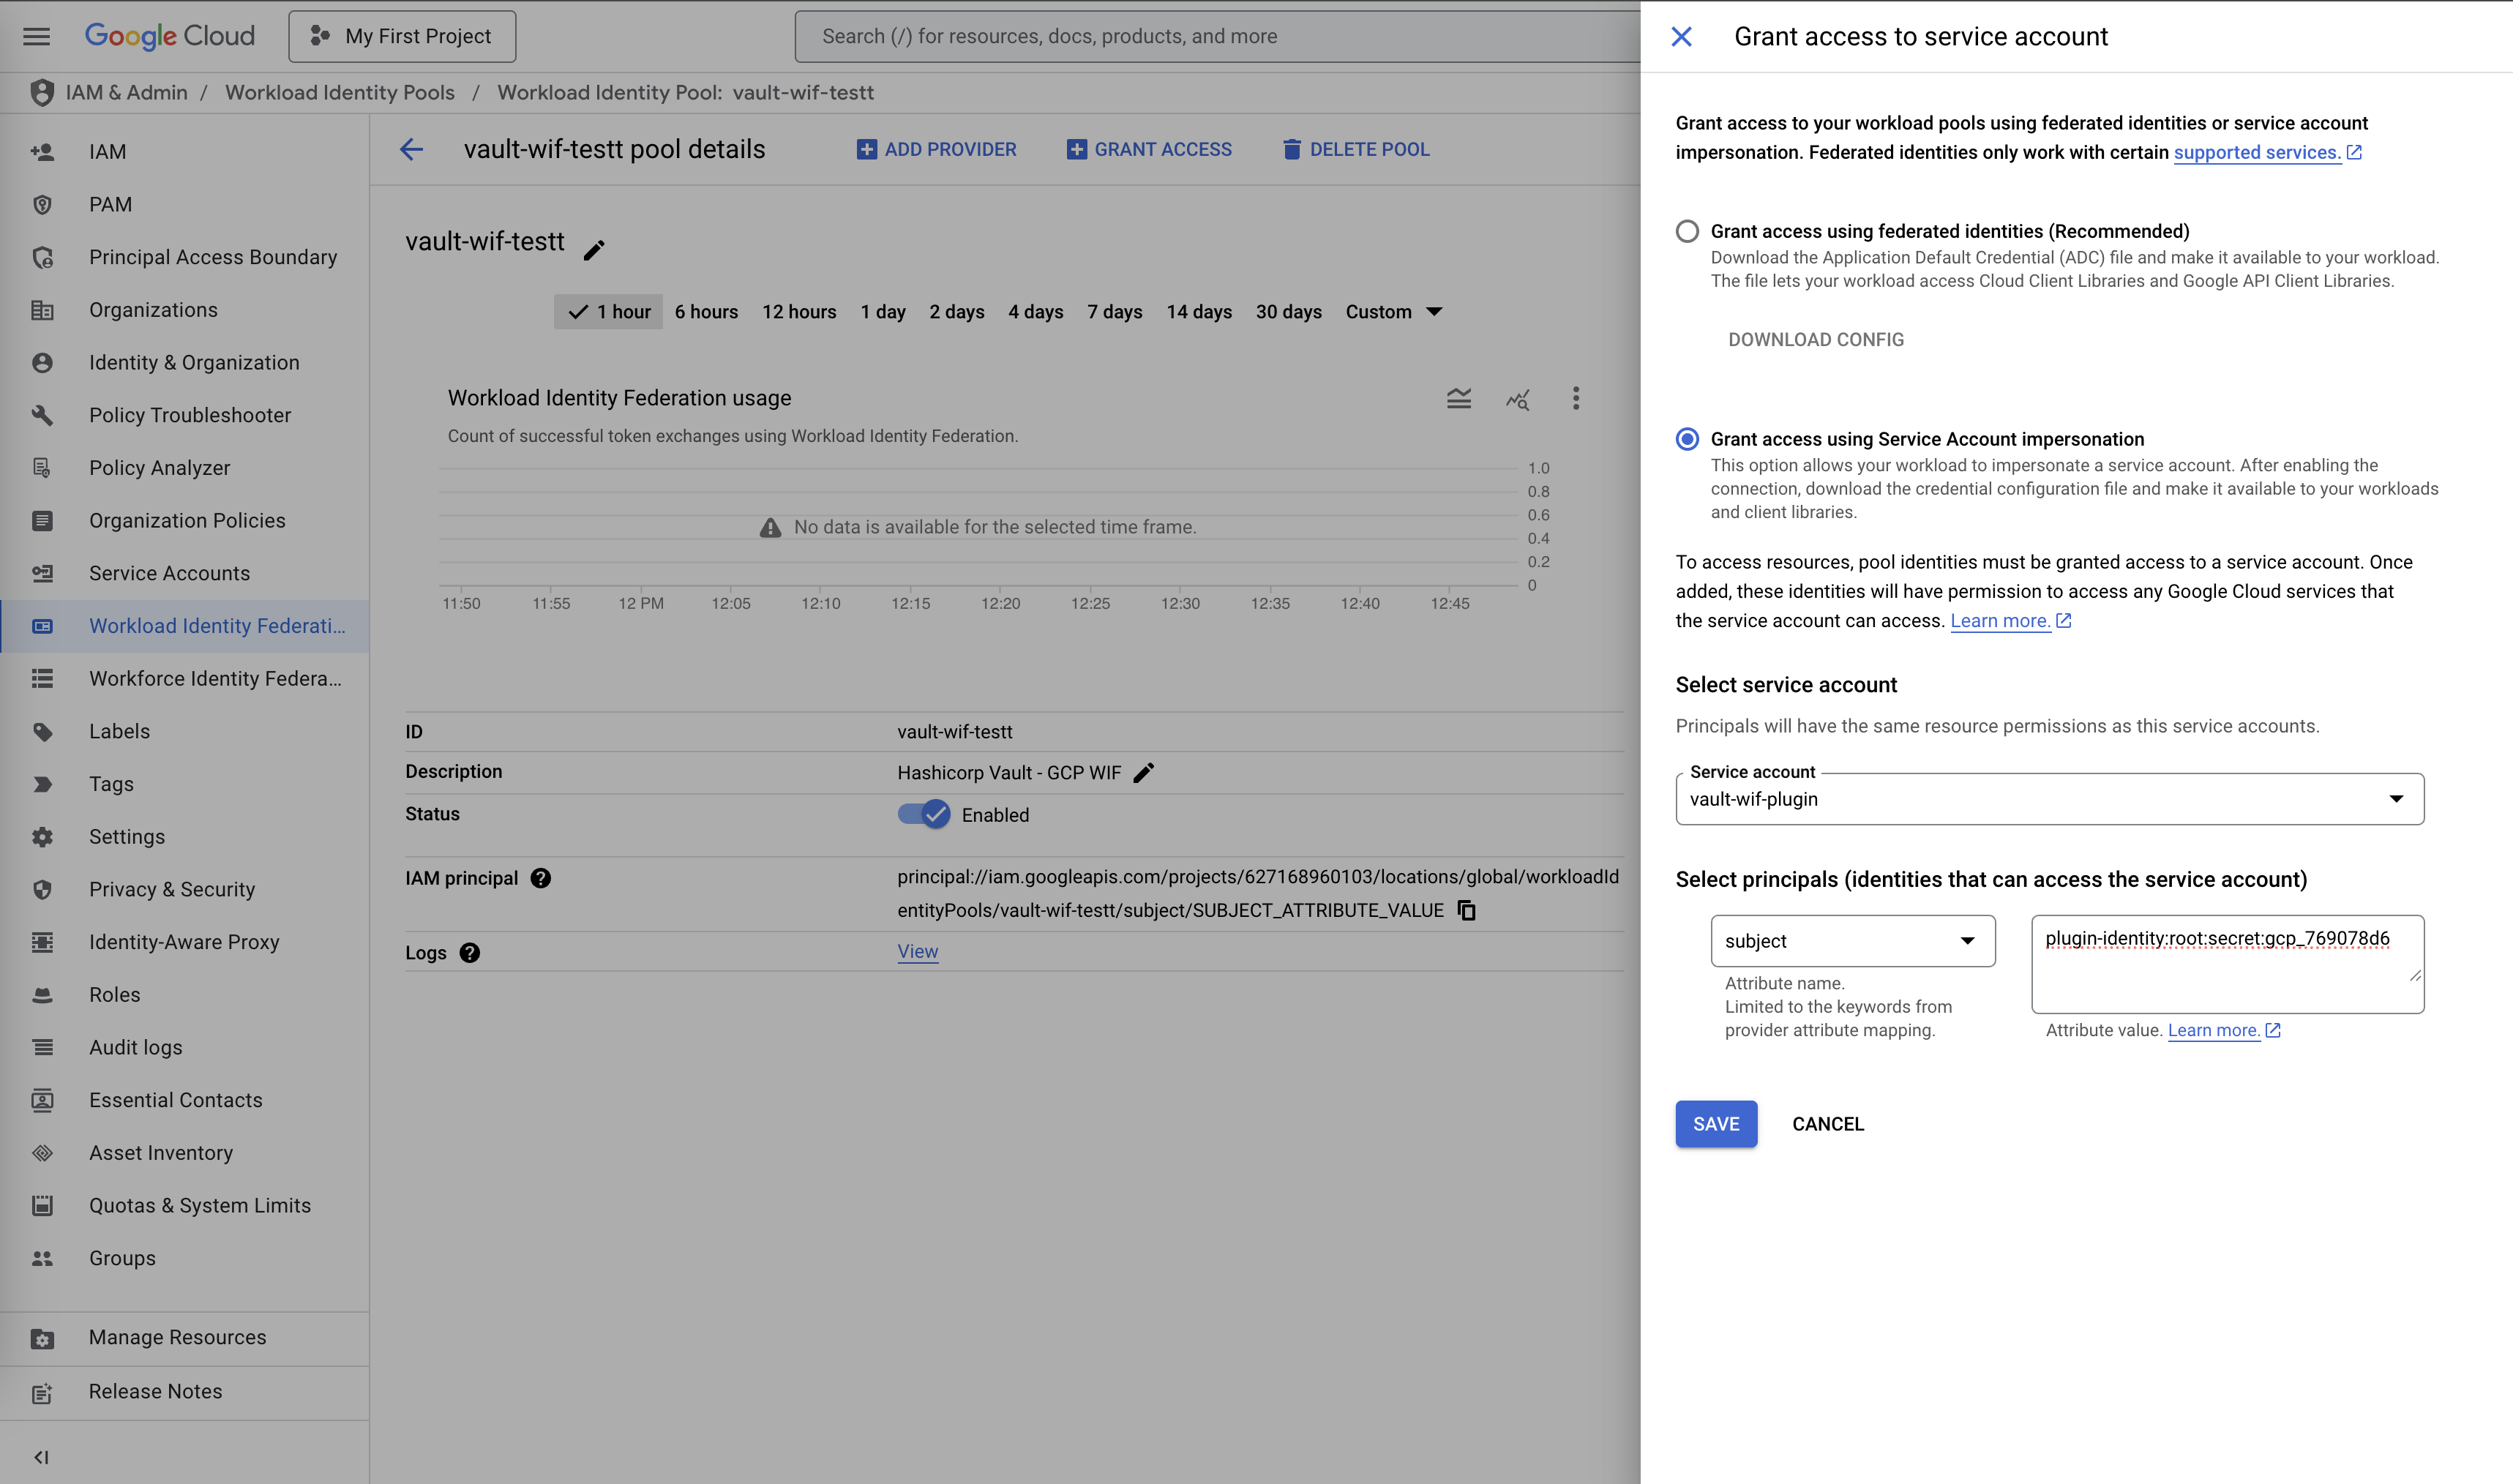 Google Cloud
My First Project
Search (/) for resources, docs, products, and more
IAM & Admin / Workload Identity Pools / Workload Identity Pool: vault-wif-testt
IAM
PAM
Principal Access Boundary
Organizations
Identity & Organization
Policy Troubleshooter
Policy Analyzer
Organization Policies
Service Accounts
Workload Identity Federati...
Workforce Identity Federa...
Labels
Tags
Settings
Privacy & Security
Identity-Aware Proxy
Roles
Audit logs
Essential Contacts
Asset Inventory
Quotas & System Limits
Groups
Manage Resources
Release Notes
vault-wif-testt pool details
ADD PROVIDER
GRANT ACCESS
DELETE POOL
vault-wif-testt
1 hour 6 hours 12 hours 1 day 2 days 4 days 7 days 14 days 30 days Custom
Workload Identity Federation usage
Count of successful token exchanges using Workload Identity Federation.
1.0
0.8
0.6
No data is available for the selected time frame.
0.4
0.2
0
11:50 11:55 12 PM 12:05 12:10 12:15 12:20 12:25 12:30 12:35 12:40 12:45
ID vault-wif-testt
Description Hashicorp Vault - GCP WIF
Status Enabled
IAM principal principal://iam.googleapis.com/projects/627168960103/locations/global/workloadId
entityPools/vault-wif-testt/subject/SUBJECT_ATTRIBUTE_VALUE
Logs View
Grant access to service account
Grant access to your workload pools using federated identities or service account
impersonation. Federated identities only work with certain supported services.
Grant access using federated identities (Recommended)
Download the Application Default Credential (ADC) file and make it available to your workload.
The file lets your workload access Cloud Client Libraries and Google API Client Libraries.
DOWNLOAD CONFIG
Grant access using Service Account impersonation
This option allows your workload to impersonate a service account. After enabling the
connection, download the credential configuration file and make it available to your workloads
and client libraries.
To access resources, pool identities must be granted access to a service account. Once
added, these identities will have permission to access any Google Cloud services that
the service account can access. Learn more.
Select service account
Principals will have the same resource permissions as this service accounts.
Service account
vault-wif-plugin
Select principals (identities that can access the service account)
subject
plugin-identity:root:secret:gcp_769078d6
Attribute name.
Limited to the keywords from
provider attribute mapping.
Attribute value. Learn more.
SAVE
CANCEL